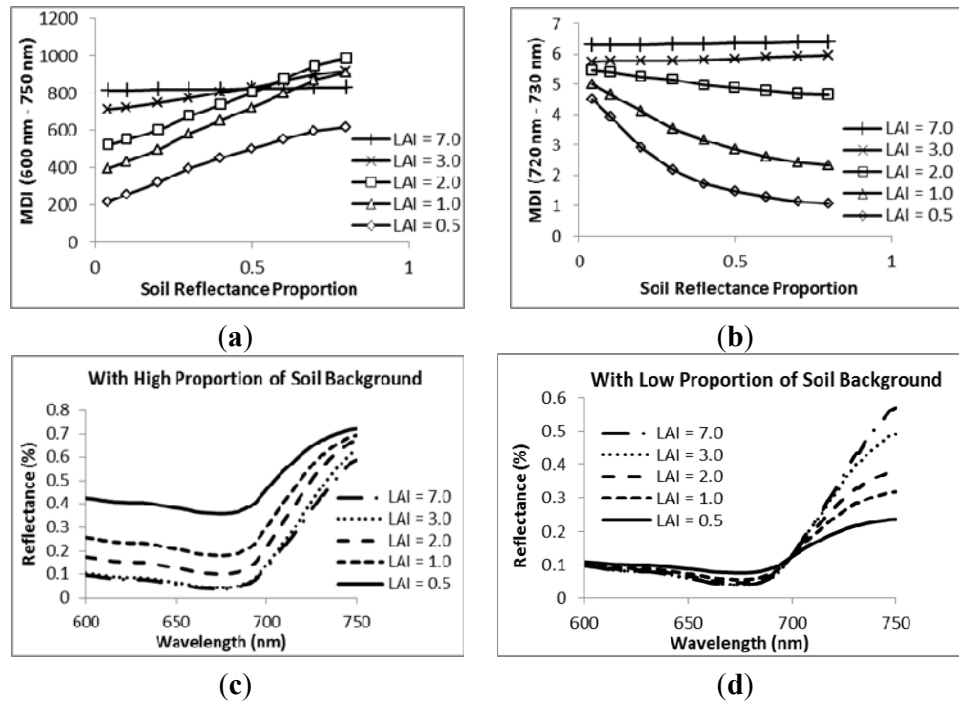 MDI (600 nm - 750 nm)
1200
1000
800
600
400
200
0
0
0.5
1
Soil Reflectance Proportion
LAI = 7.0
LAI = 3.0
LAI = 2.0
LAI = 1.0
LAI = 0.5
(a)
MDI (720 nm - 730 nm)
7
6
5
4
3
2
1
0
0
0.5
1
Soil Reflectance Proportion
LAI = 7.0
LAI = 3.0
LAI = 2.0
LAI = 1.0
LAI = 0.5
(b)
With High Proportion of Soil Background
Reflectance (%)
0.8
0.7
0.6
0.5
0.4
0.3
0.2
0.1
0
600
650
700
750
Wavelength (nm)
LAI = 7.0
LAI = 3.0
LAI = 2.0
LAI = 1.0
LAI = 0.5
(c)
With Low Proportion of Soil Background
Reflectance (%)
0.6
0.5
0.4
0.3
0.2
0.1
0
600
650
700
750
Wavelength (nm)
LAI = 7.0
LAI = 3.0
LAI = 2.0
LAI = 1.0
LAI = 0.5
(d)